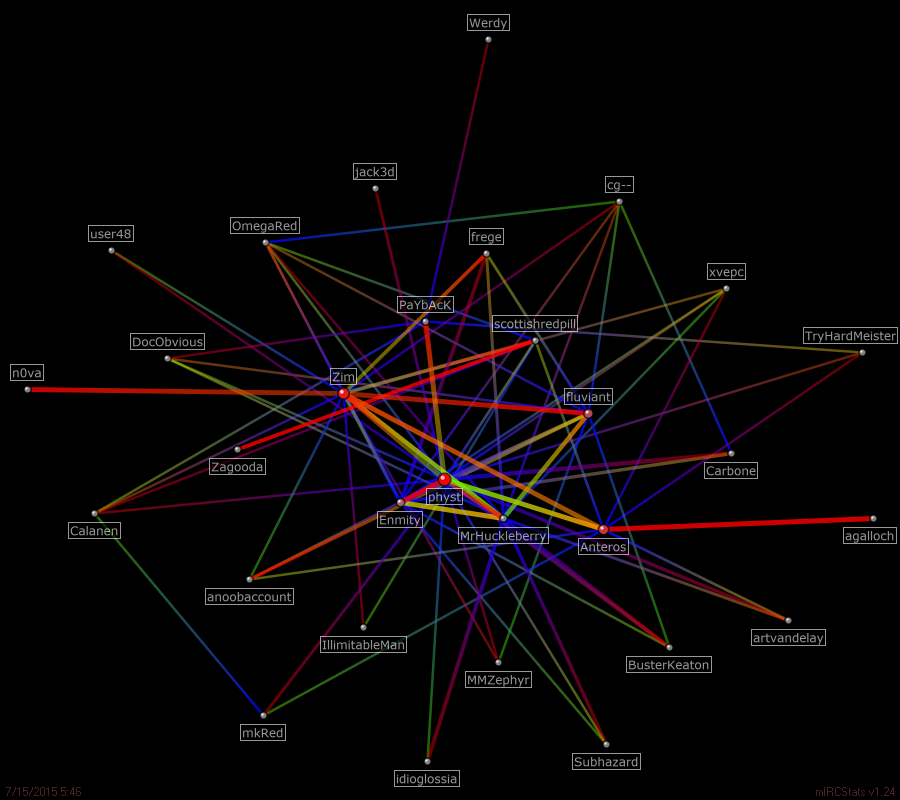 Werdy
jack3d
cg--
OmegaRed
user48
frege
xvepc
PaYbAcK
scottishredpill
TryHardMeister
DocObvious
n0va
Zim
fluviant
Zagooda
Carbone
physt
Enmity
Calanen
MrHuckleberry
agalloch
Anteros
anoobaccount
artvandelay
IllimitableMan
BusterKeaton
MMZephyr
mkRed
Subhazard
idioglossia
7/15/2015 5:46
mIRCStats v1.24